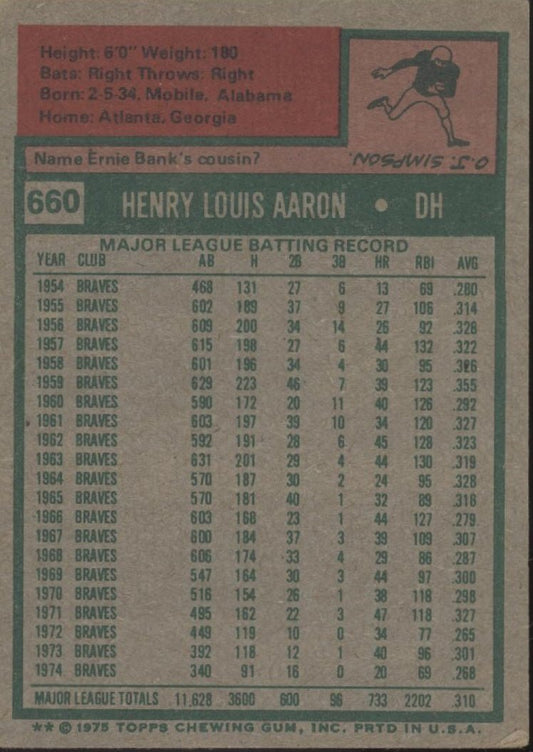 Height: 6'0" Weight: 180
Bats: Right Throws: Right
Born: 2-5-34, Mobile, Alabama
Home: Atlanta, Georgia
Name Ernie Bank's cousin?
O.J. SIMPSON.
660 HENRY LOUIS AARON • DH
MAJOR LEAGUE BATTING RECORD
YEAR CLUB AB H 2B 3B HR RBI AVG
1954 BRAVES 468 131 27 6 13 69 .280
1955 BRAVES 602 189 37 9 27 106 .314
1956 BRAVES 609 200 34 14 26 92 .328
1957 BRAVES 615 198 27 6 44 132 .322
1958 BRAVES 601 196 34 4 30 95 .326
1959 BRAVES 629 223 46 7 39 123 .355
1960 BRAVES 590 172 20 11 40 126 .292
1961 BRAVES 603 197 39 10 34 120 .327
1962 BRAVES 592 191 28 6 45 128 .323
1963 BRAVES 631 201 29 4 44 130 .319
1964 BRAVES 570 187 30 2 24 95 .328
1965 BRAVES 570 181 40 1 32 89 .318
1966 BRAVES 603 168 23 1 44 127 .279
1967 BRAVES 600 184 37 3 39 109 .307
1968 BRAVES 606 174 33 4 29 86 .287
1969 BRAVES 547 164 30 3 44 97 .300
1970 BRAVES 516 154 26 1 38 118 .298
1971 BRAVES 495 162 22 3 47 118 .327
1972 BRAVES 449 119 10 0 34 77 .265
1973 BRAVES 392 118 12 1 40 96 .301
1974 BRAVES 340 91 16 0 20 69 .268
MAJOR LEAGUE TOTALS 11,628 3600 600 96 733 2202 .310
** © 1975 TOPPS CHEWING GUM, INC. PRTD IN U.S.A.